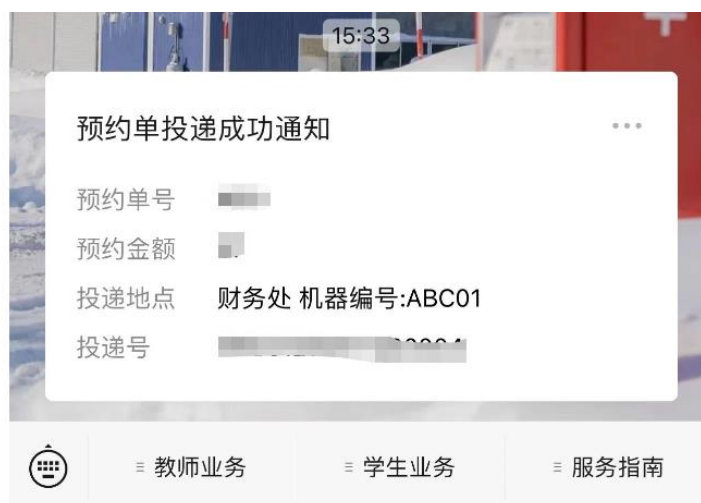 15:33
预约单投递成功通知
预约单号
预约金额
投递地点 财务处 机器编号:ABC01
投递号
教师业务 学生业务 服务指南